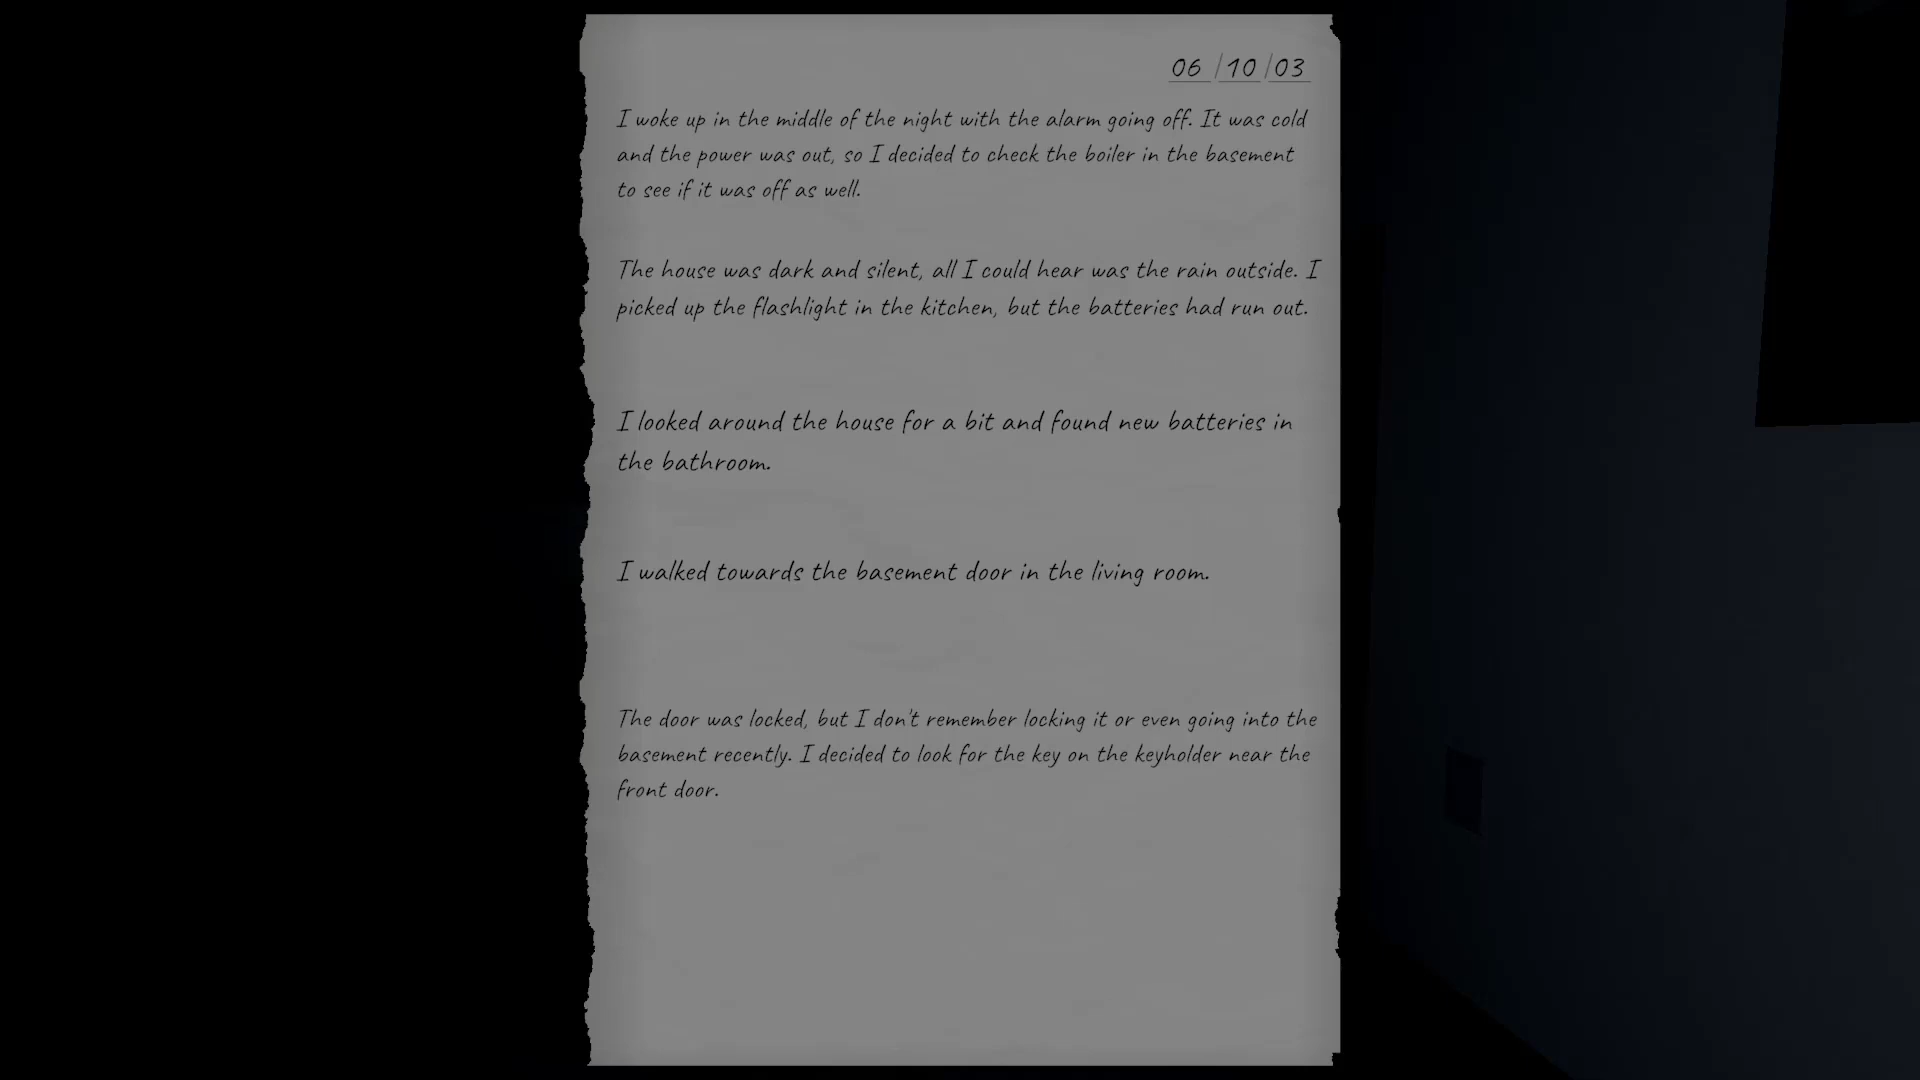 06/10/03
I woke up in the middle of the night with the alarm going off. It was cold
and the power was out, so I decided to check the boiler in the basement
to see if it was off as well.
The house was dark and silent, all I could hear was the rain outside. I
picked up the flashlight in the kitchen, but the batteries had run out.
I looked around the house for a bit and found new batteries in
the bathroom.
I walked towards the basement door in the living room.
The door was locked, but I don't remember locking it or even going into the
basement recently. I decided to look for the key on the keyholder near the
front door.